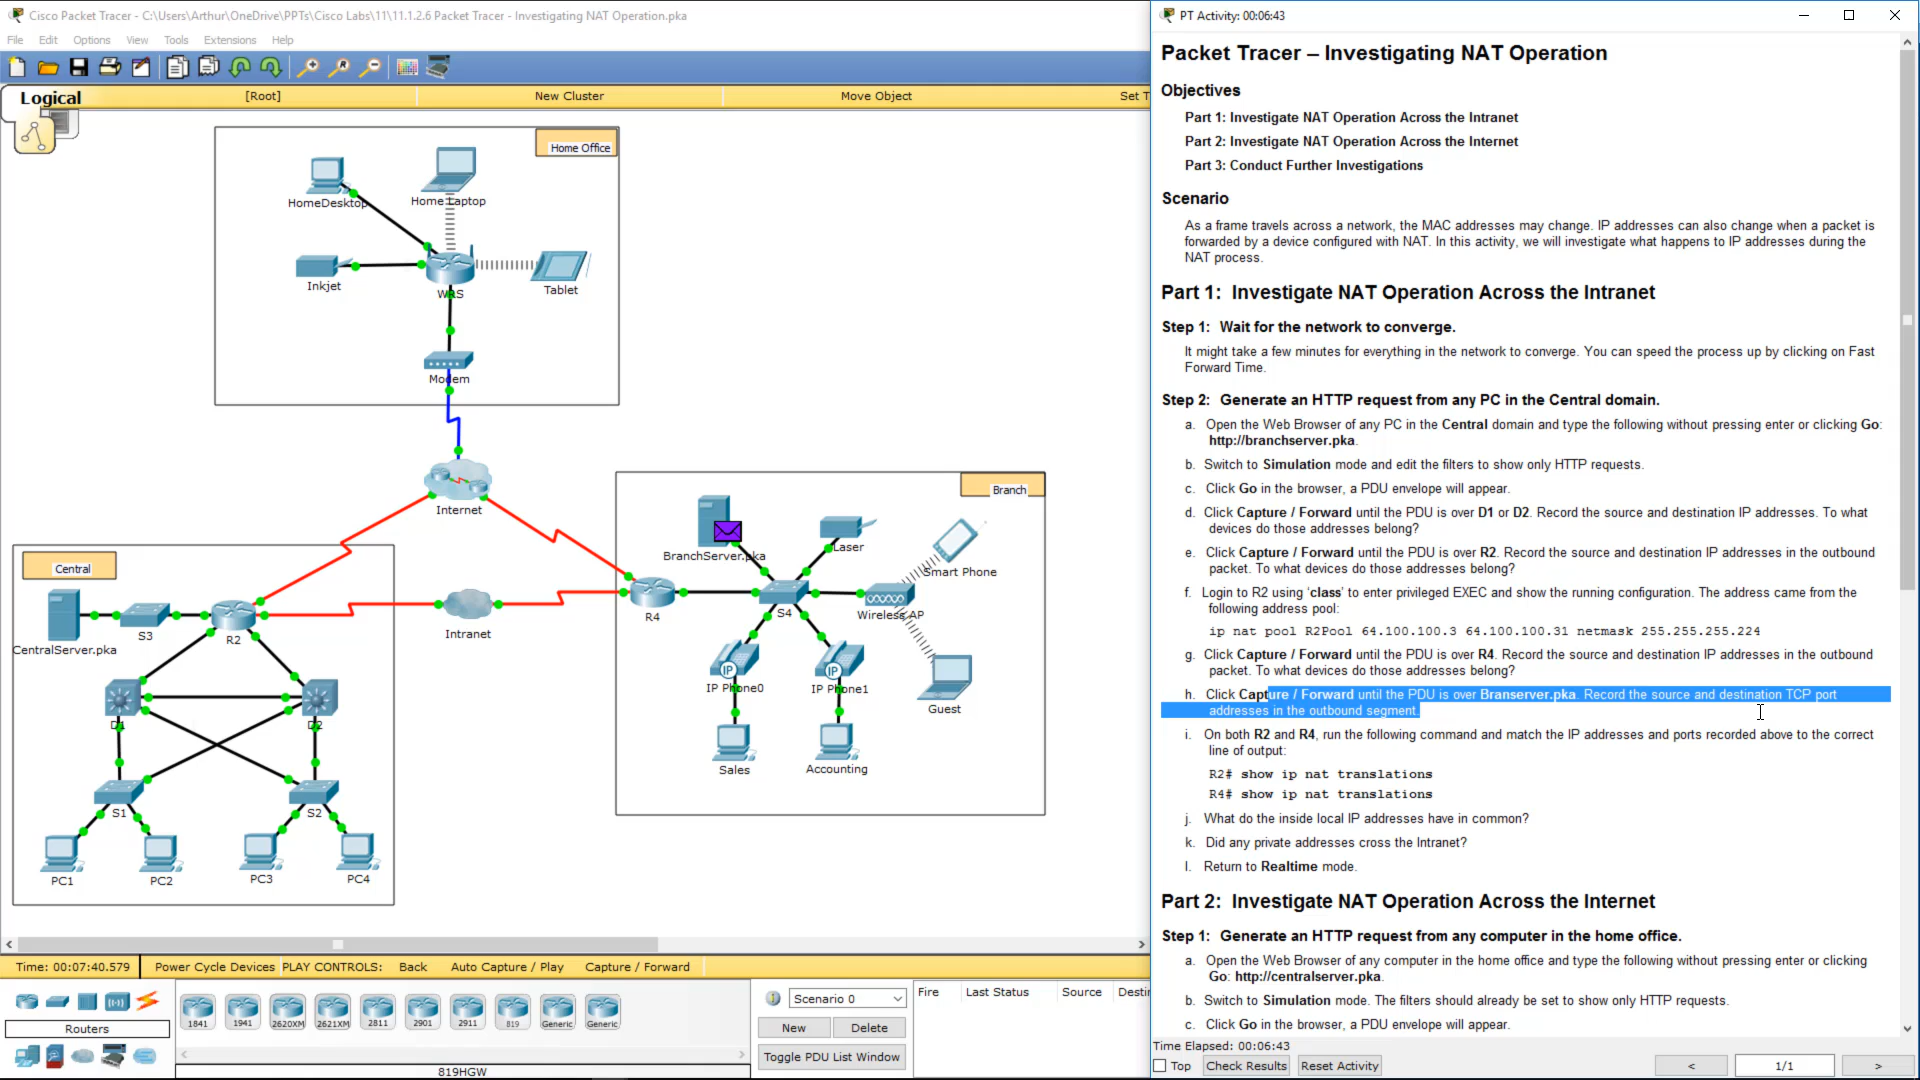 Cisco Packet Tracer - C:\Users\Arthur\OneDrive\PPTs\Cisco Labs\11\11.1.2.6 Packet Tracer - Investigating NAT Operation.pka
File Edit Options View Tools Extensions Help
Logical
[Root]
New Cluster
Move Object
Set T
Home Office
HomeDesktop
Home Laptop
Inkjet
WRS
Tablet
Modem
Internet
Central
CentralServer.pka
S3
R2
Intranet
D1
D2
S1
S2
PC1
PC2
PC3
PC4
Branch
BranchServer.pka
Laser
Smart Phone
R4
S4
Wireless AP
IP
IP
IP Phone0
IP Phone1
Guest
Sales
Accounting
Time: 00:07:40.579
Power Cycle Devices PLAY CONTROLS: Back Auto Capture / Play Capture / Forward
Routers
1841
1941
2620XM
2621XM
2811
2901
2911
819
Generic
Generic
819HGW
Scenario 0
New
Delete
Toggle PDU List Window
Fire Last Status Source Destin
PT Activity: 00:06:43
Packet Tracer – Investigating NAT Operation
Objectives
Part 1: Investigate NAT Operation Across the Intranet
Part 2: Investigate NAT Operation Across the Internet
Part 3: Conduct Further Investigations
Scenario
As a frame travels across a network, the MAC addresses may change. IP addresses can also change when a packet is
forwarded by a device configured with NAT. In this activity, we will investigate what happens to IP addresses during the
NAT process.
Part 1: Investigate NAT Operation Across the Intranet
Step 1: Wait for the network to converge.
It might take a few minutes for everything in the network to converge. You can speed the process up by clicking on Fast
Forward Time.
Step 2: Generate an HTTP request from any PC in the Central domain.
a. Open the Web Browser of any PC in the Central domain and type the following without pressing enter or clicking Go:
http://branchserver.pka.
b. Switch to Simulation mode and edit the filters to show only HTTP requests.
c. Click Go in the browser, a PDU envelope will appear.
d. Click Capture / Forward until the PDU is over D1 or D2. Record the source and destination IP addresses. To what
devices do those addresses belong?
e. Click Capture / Forward until the PDU is over R2. Record the source and destination IP addresses in the outbound
packet. To what devices do those addresses belong?
f. Login to R2 using 'class' to enter privileged EXEC and show the running configuration. The address came from the
following address pool:
ip nat pool R2Pool 64.100.100.3 64.100.100.31 netmask 255.255.255.224
g. Click Capture / Forward until the PDU is over R4. Record the source and destination IP addresses in the outbound
packet. To what devices do those addresses belong?
h. Click Capture / Forward until the PDU is over Branserver.pka. Record the source and destination TCP port
addresses in the outbound segment.
i. On both R2 and R4, run the following command and match the IP addresses and ports recorded above to the correct
line of output:
R2# show ip nat translations
R4# show ip nat translations
j. What do the inside local IP addresses have in common?
k. Did any private addresses cross the Intranet?
l. Return to Realtime mode.
Part 2: Investigate NAT Operation Across the Internet
Step 1: Generate an HTTP request from any computer in the home office.
a. Open the Web Browser of any computer in the home office and type the following without pressing enter or clicking
Go: http://centralserver.pka.
b. Switch to Simulation mode. The filters should already be set to show only HTTP requests.
c. Click Go in the browser, a PDU envelope will appear.
Time Elapsed: 00:06:43
Top
Check Results
Reset Activity
<
1/1
>